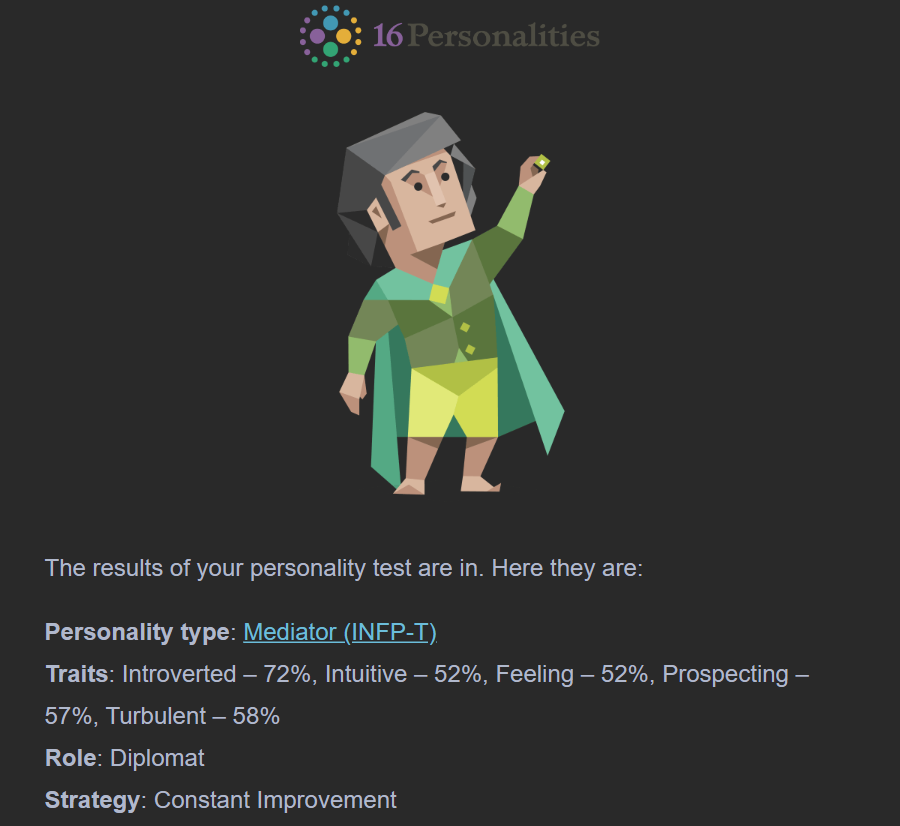 16Personalities
The results of your personality test are in. Here they are:
Personality type: Mediator (INFP-T)
Traits: Introverted – 72%, Intuitive – 52%, Feeling – 52%, Prospecting –
57%, Turbulent – 58%
Role: Diplomat
Strategy: Constant Improvement